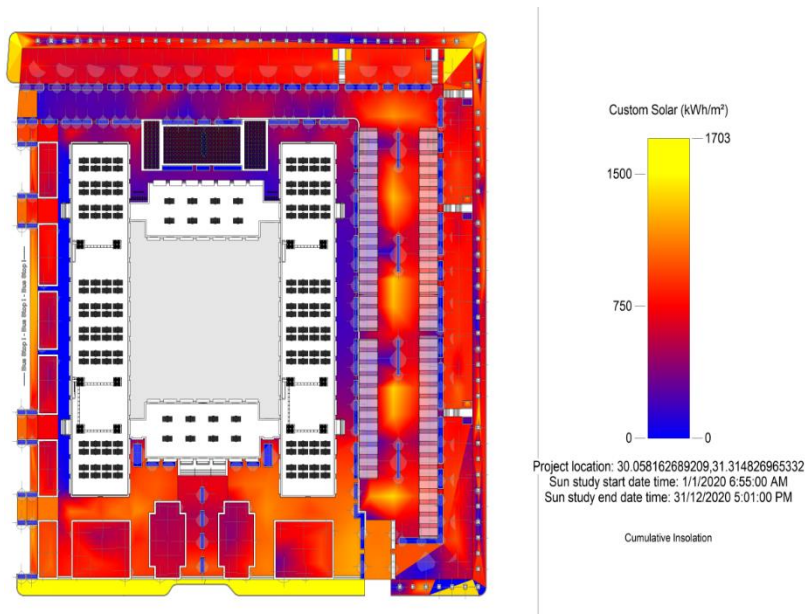 Custom Solar (kWh/m²)
1703
1500
750
0
0
Project location: 30.058162689209,31.314826965332
Sun study start date time: 1/1/2020 6:55:00 AM
Sun study end date time: 31/12/2020 5:01:00 PM
Cumulative Insolation